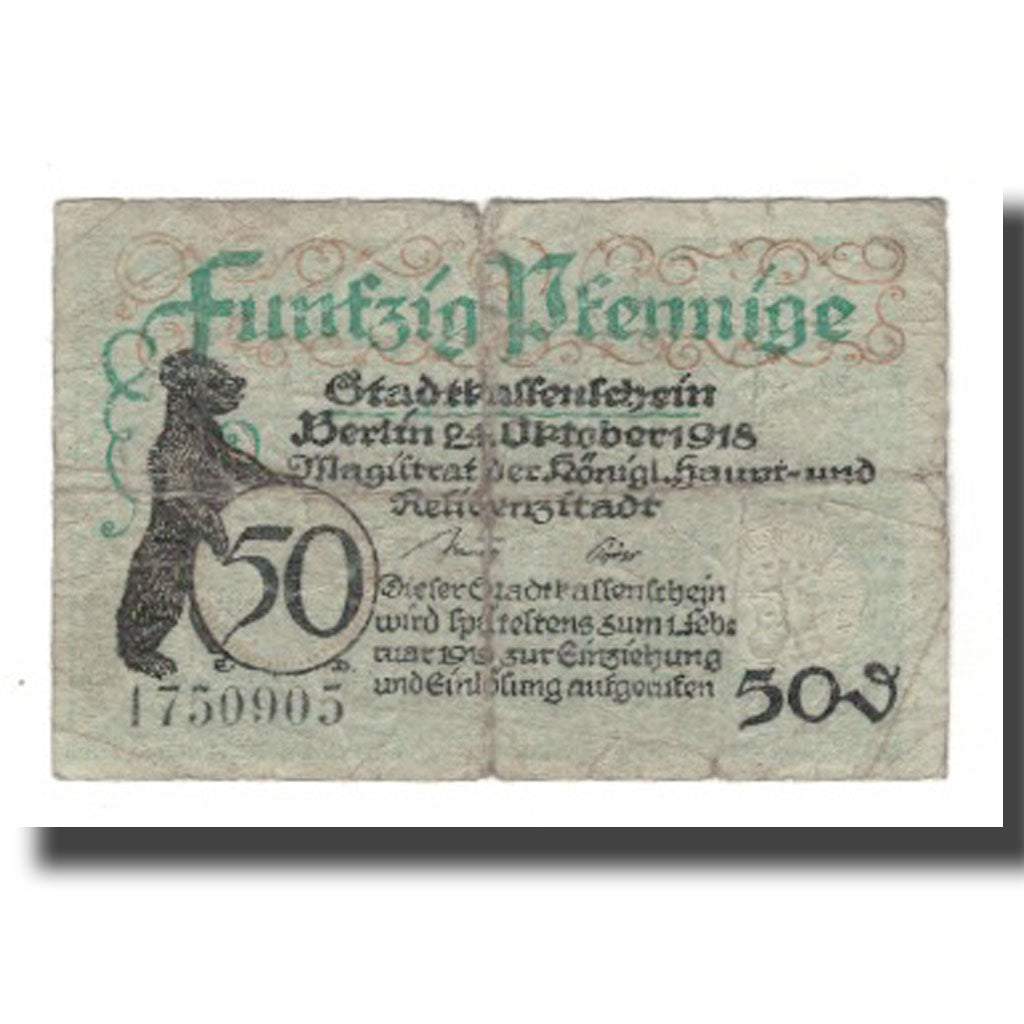 Funfzig Pfennige
Stadtkassenschein
Berlin 24. Oktober 1918
Magistrat der Königl. Haupt- und
Residenzstadt
50
Dieser Stadtkassenschein
wird spätestens zum 1. Feb:
ruar 1919 zur Einziehung
und Einlösung aufgerufen
1750905
50 ₰